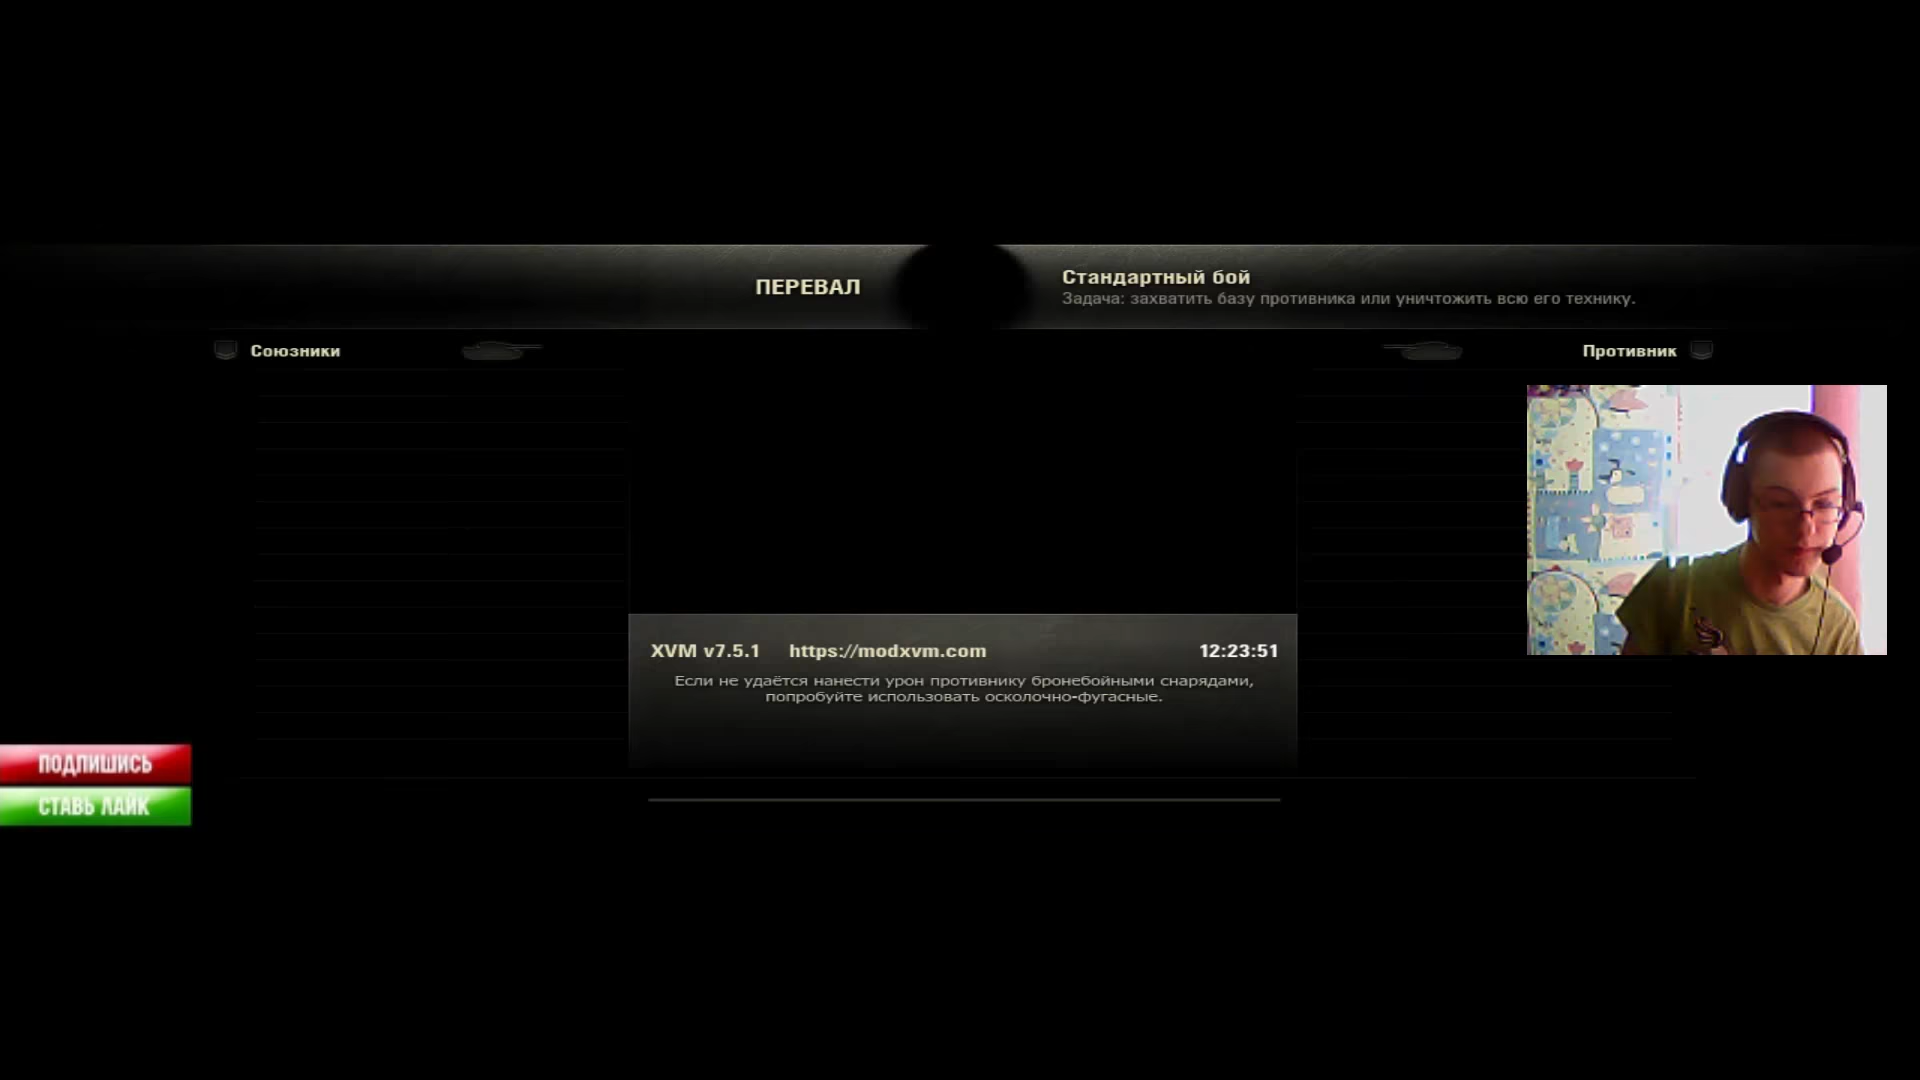 ПЕРЕВАЛ
Стандартный бой
Задача: захватить базу противника или уничтожить всю его технику.
Союзники
Противник
XVM v7.5.1 https://modxvm.com 12:23:51
Если не удаётся нанести урон противнику бронебойными снарядами,
попробуйте использовать осколочно-фугасные.
ПОДПИШИСЬ
СТАВЬ ЛАЙК